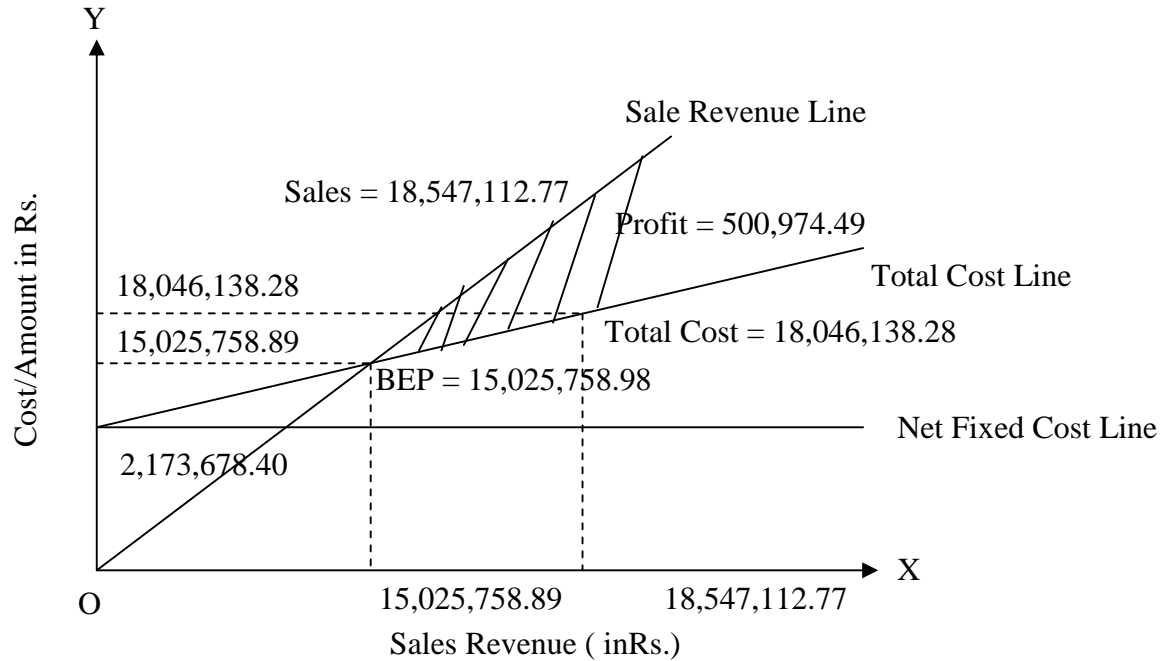 Y
Sale Revenue Line
Sales = 18,547,112.77
Profit = 500,974.49
Cost/Amount in Rs.
18,046,138.28
Total Cost Line
Total Cost = 18,046,138.28
15,025,758.89
BEP = 15,025,758.98
Net Fixed Cost Line
2,173,678.40
X
O
15,025,758.89
18,547,112.77
Sales Revenue ( inRs.)